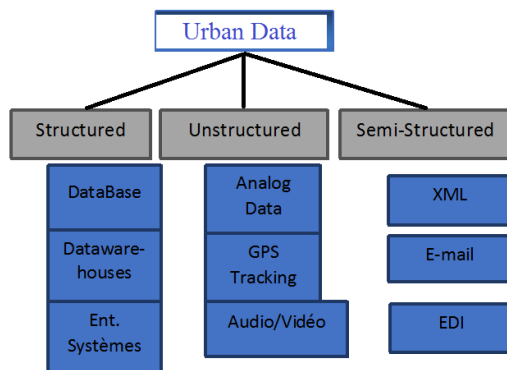 Urban Data
Structured
Unstructured
Semi-Structured
DataBase
Dataware-
houses
Ent.
Systèmes
Analog
Data
GPS
Tracking
Audio/Vidéo
XML
E-mail
EDI